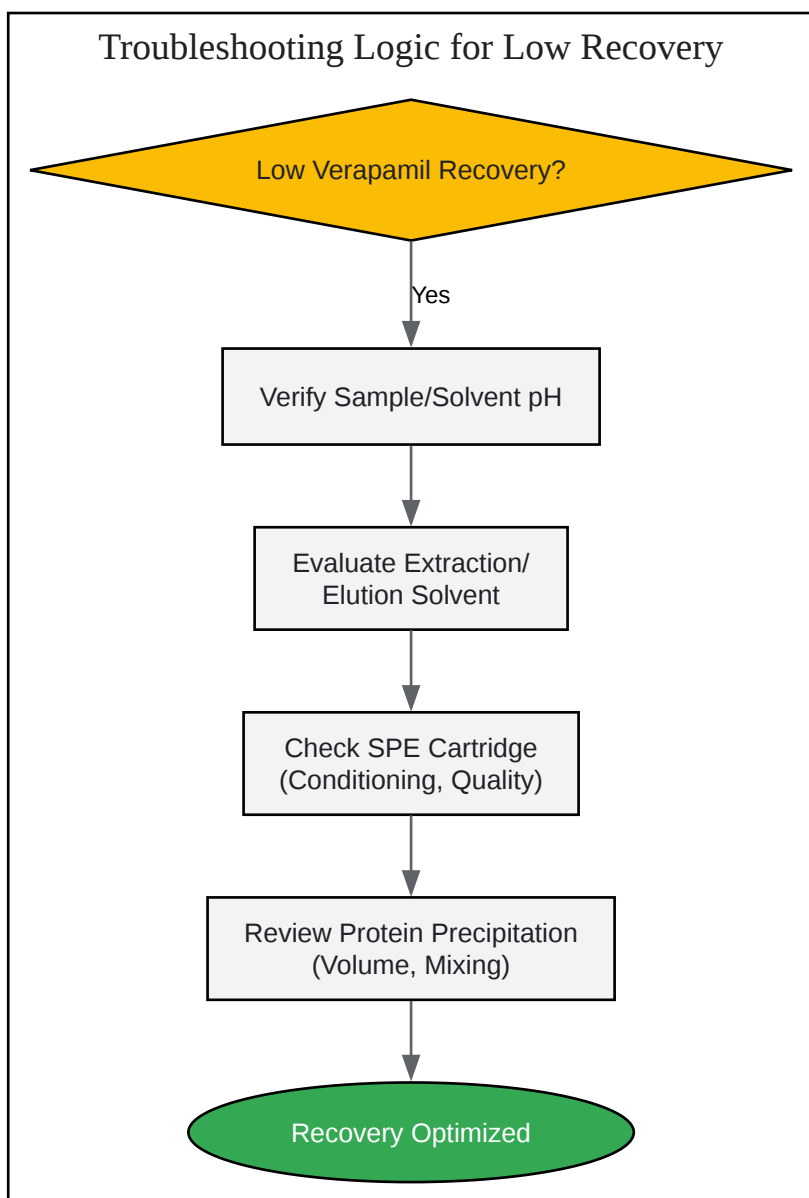 Troubleshooting Logic for Low Recovery
Low Verapamil Recovery?
Yes
Verify Sample/Solvent pH
Evaluate Extraction/
Elution Solvent
Check SPE Cartridge
(Conditioning, Quality)
Review Protein Precipitation
(Volume, Mixing)
Recovery Optimized